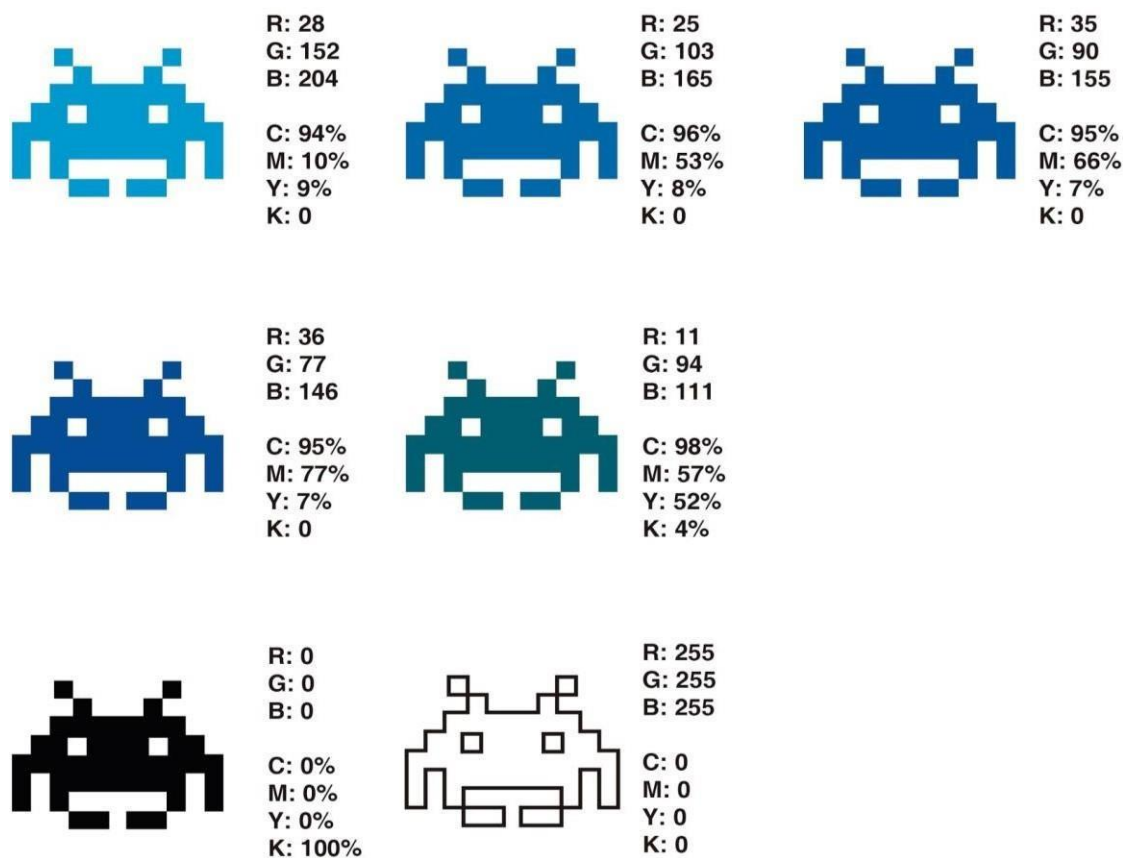 R: 28
G: 152
B: 204
C: 94%
M: 10%
Y: 9%
K: 0
R: 25
G: 103
B: 165
C: 96%
M: 53%
Y: 8%
K: 0
R: 35
G: 90
B: 155
C: 95%
M: 66%
Y: 7%
K: 0
R: 36
G: 77
B: 146
C: 95%
M: 77%
Y: 7%
K: 0
R: 11
G: 94
B: 111
C: 98%
M: 57%
Y: 52%
K: 4%
R: 0
G: 0
B: 0
C: 0%
M: 0%
Y: 0%
K: 100%
R: 255
G: 255
B: 255
C: 0
M: 0
Y: 0
K: 0